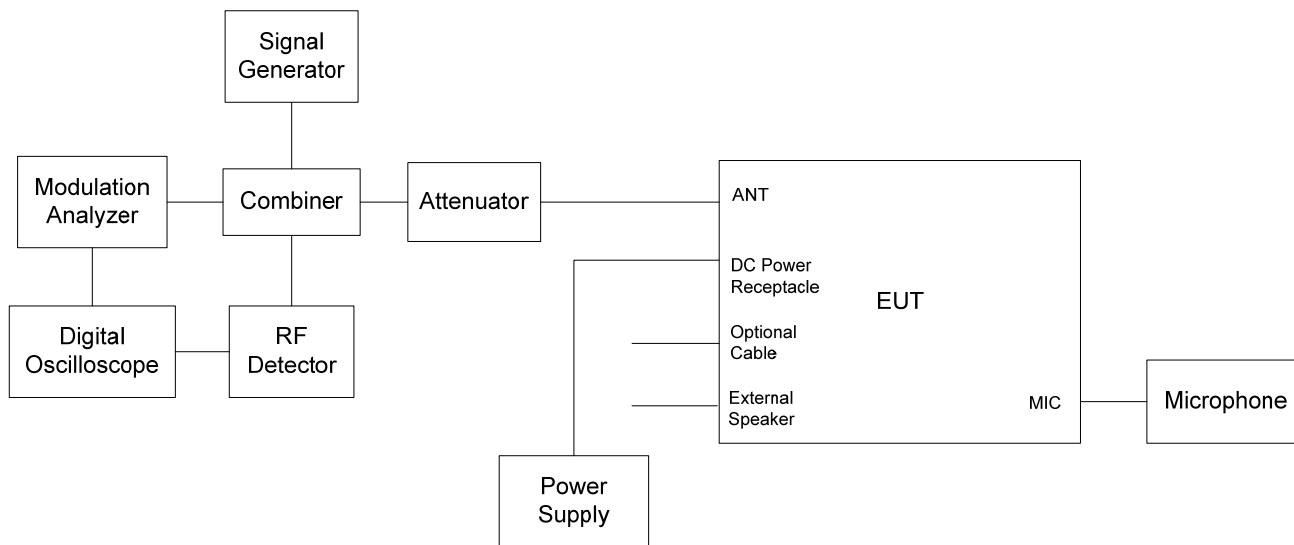 Signal
Generator
Modulation
Analyzer
Combiner
Attenuator
ANT
DC Power
Receptacle
EUT
Digital
Oscilloscope
RF
Detector
Optional
Cable
External
Speaker
MIC
Microphone
Power
Supply